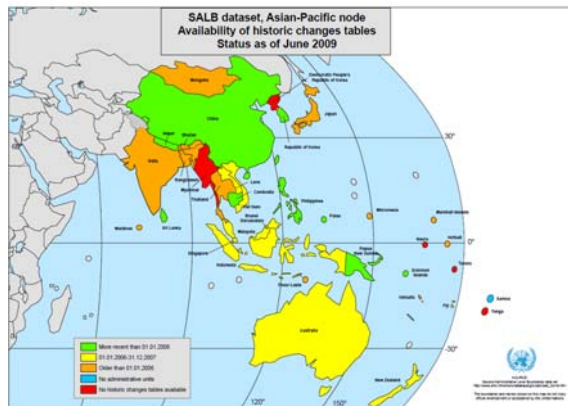 SALB dataset, Asian-Pacific node
Availability of historic changes tables
Status as of June 2009
Mongolia
Democratic People's
Republic of Korea
Japan
China
Republic of Korea
Nepal
Bhutan
India
Bangladesh
Myanmar
Thailand
Laos
Cambodia
Viet Nam
Philippines
Brunei
Darussalam
Malaysia
Maldives
Sri Lanka
Singapore
Indonesia
Palau
Micronesia
Marshall Islands
Nauru
Kiribati
Papua
New Guinea
Solomon
Islands
Tuvalu
Timor-Leste
Vanuatu
Fiji
Samoa
Tonga
Australia
New Zealand
30°
0°
-30°
120°
150°
More recent than 01.01.2008
01.01.2006-31.12.2007
Older than 01.01.2006
No administrative units
No historic changes tables available
SOURCE: